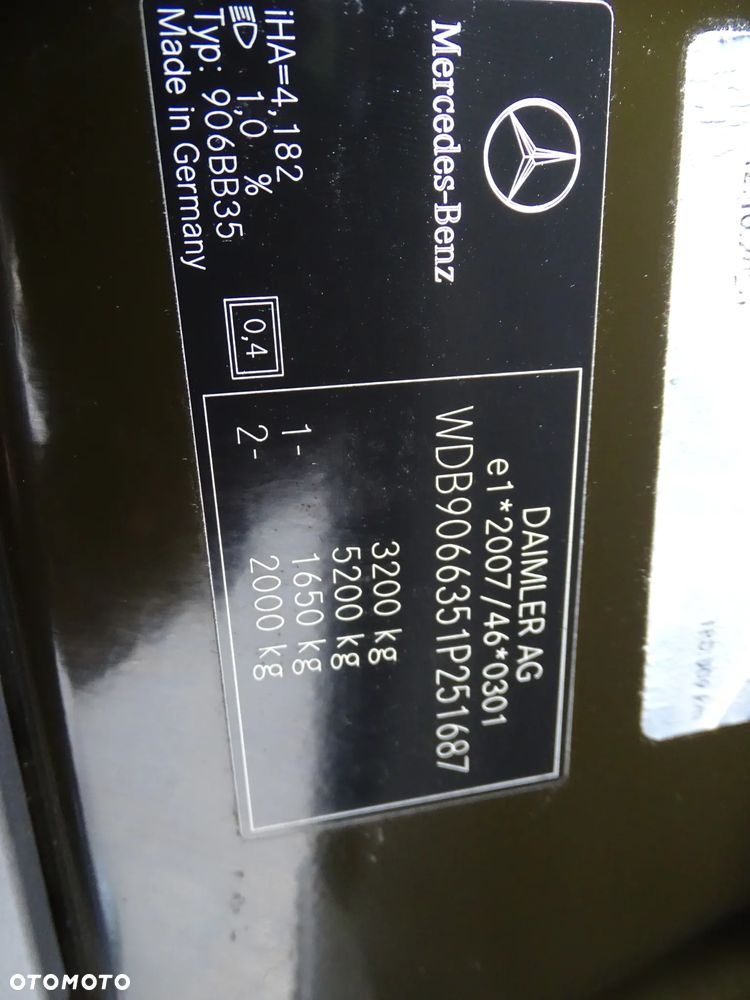 Mercedes-Benz
iHA=4,182
1,0 %
Typ: 906BB35
Made in Germany
0,4
DAIMLER AG
e1*2007/46*0301
WDB9066351P251687
3200 kg
5200 kg
1- 1650 kg
2- 2000 kg
OTOMOTO